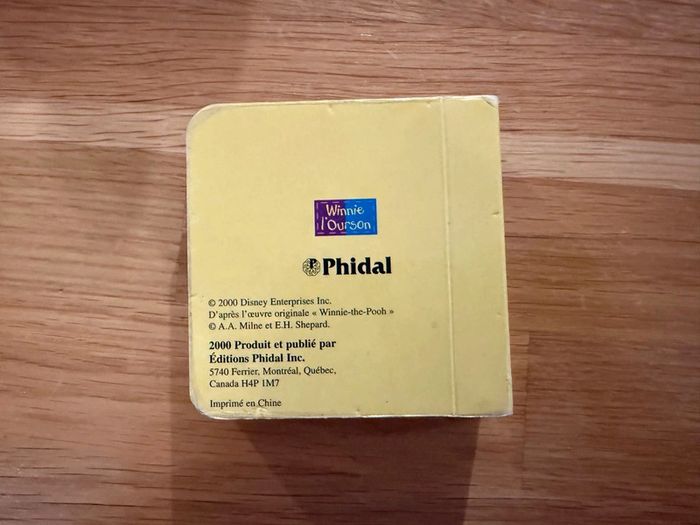 Winnie
l'Ourson
Phidal
© 2000 Disney Enterprises Inc.
D'après l'œuvre originale « Winnie-the-Pooh »
© A.A. Milne et E.H. Shepard.
2000 Produit et publié par
Éditions Phidal Inc.
5740 Ferrier, Montréal, Québec,
Canada H4P 1M7
Imprimé en Chine